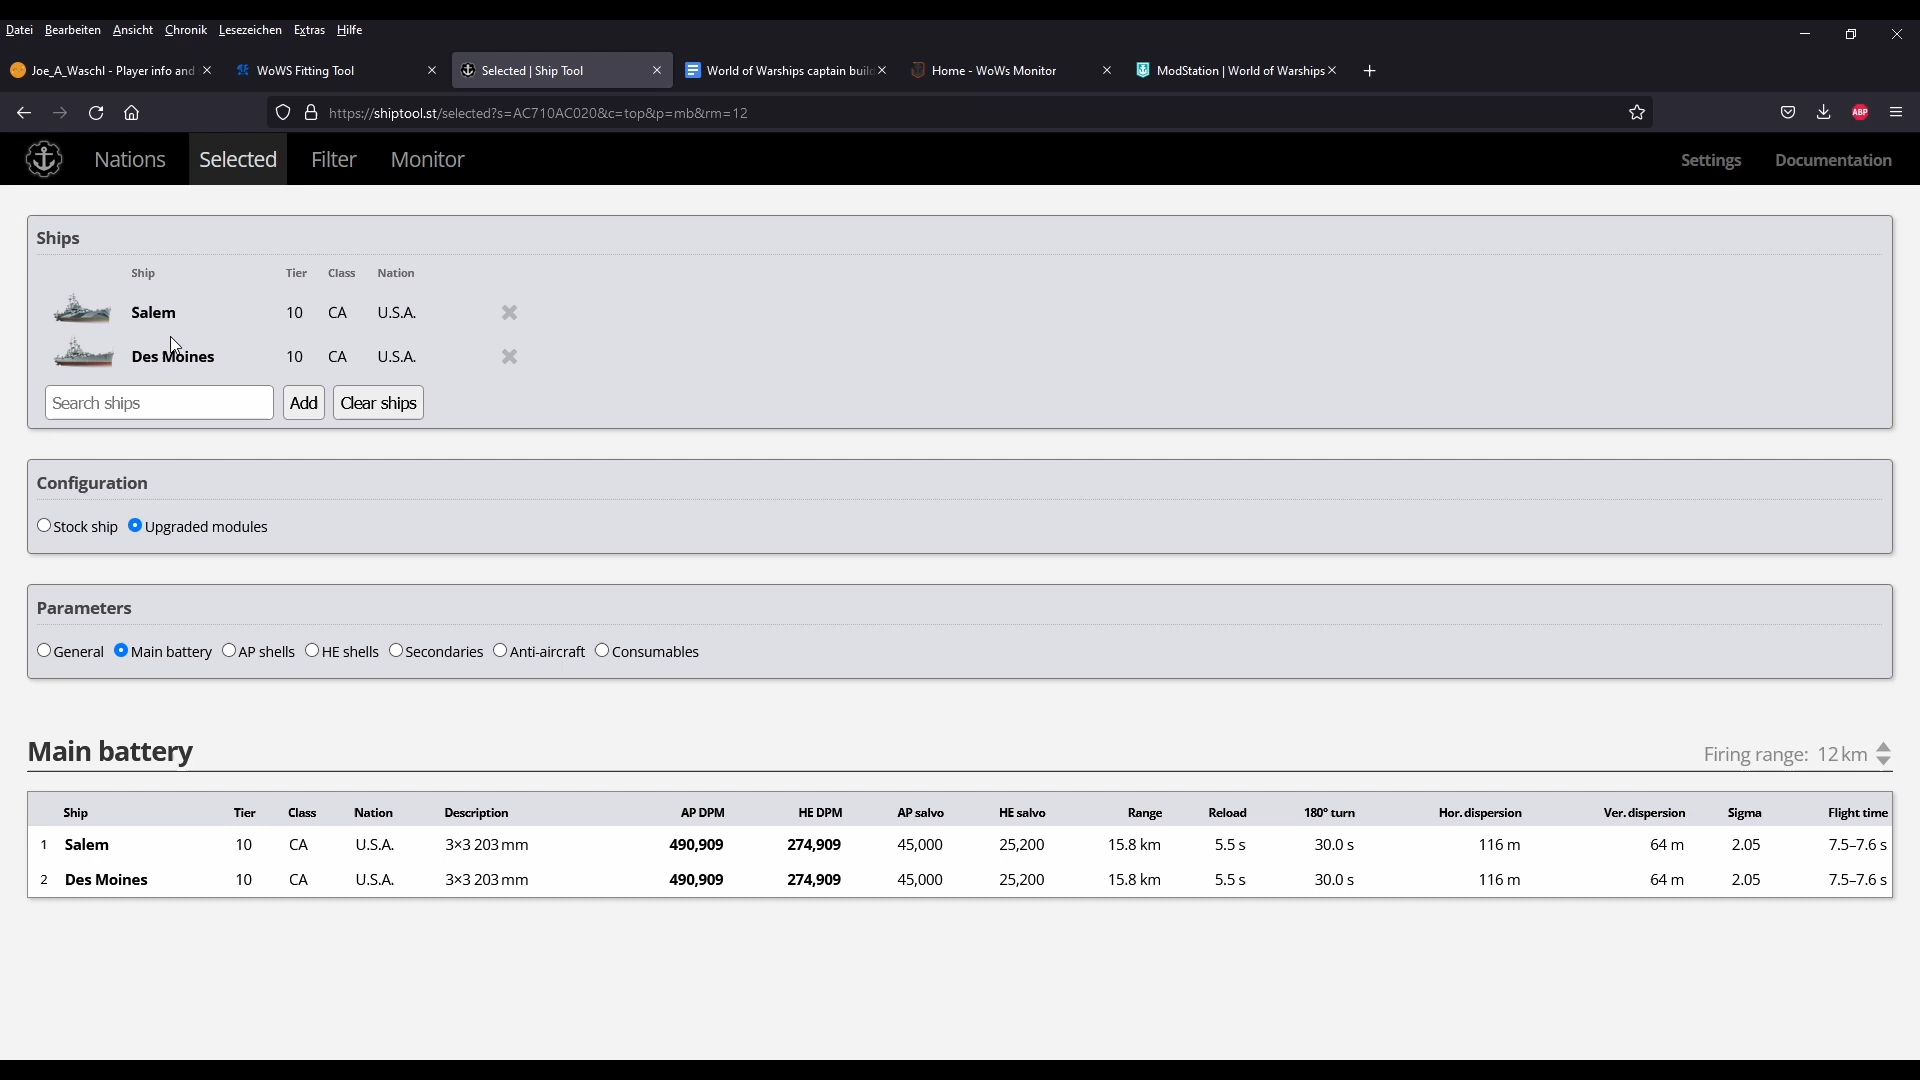 Datei Bearbeiten Ansicht Chronik Lesezeichen Extras Hilfe
Joe_A_Waschl - Player info and WoWS Fitting Tool Selected | Ship Tool World of Warships captain build Home - WoWs Monitor ModStation | World of Warships
https://shiptool.st/selected?s=AC710AC020&c=top&p=mb&rm=12 ABP
Nations Selected Filter Monitor Settings Documentation
Ships
Ship Tier Class Nation
Salem 10 CA U.S.A.
Des Moines 10 CA U.S.A.
Search ships Add Clear ships
Configuration
Stock ship Upgraded modules
Parameters
General Main battery AP shells HE shells Secondaries Anti-aircraft Consumables
Main battery Firing range: 12 km
Ship Tier Class Nation Description AP DPM HE DPM AP salvo HE salvo Range Reload 180° turn Hor. dispersion Ver. dispersion Sigma Flight time
1 Salem 10 CA U.S.A. 3×3 203 mm 490,909 274,909 45,000 25,200 15.8 km 5.5 s 30.0 s 116 m 64 m 2.05 7.5–7.6 s
2 Des Moines 10 CA U.S.A. 3×3 203 mm 490,909 274,909 45,000 25,200 15.8 km 5.5 s 30.0 s 116 m 64 m 2.05 7.5–7.6 s